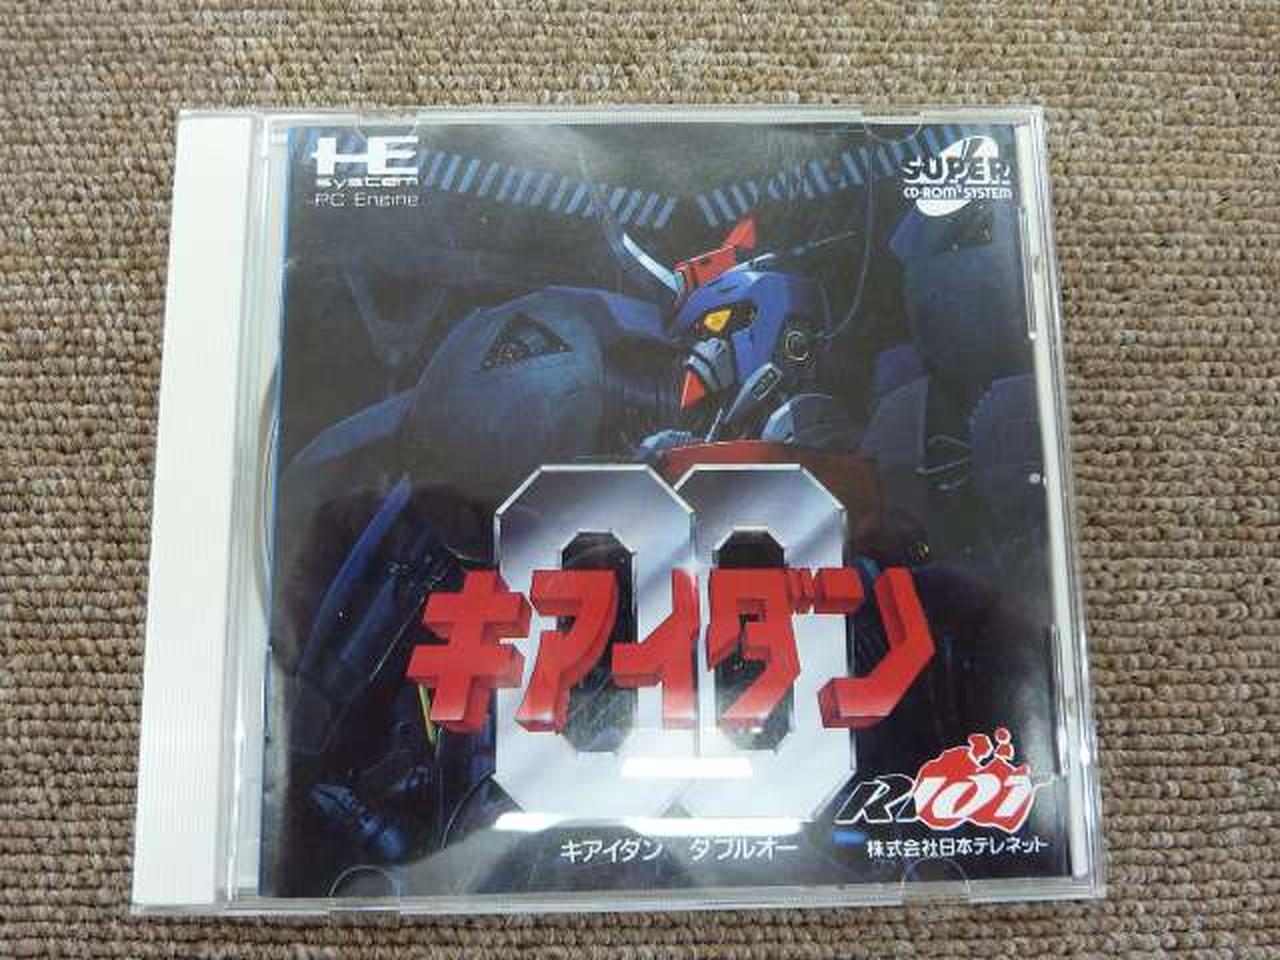 HE
system
PC Engine
SUPER
CD-ROM² SYSTEM
00
キアイダン
RIOT
キアイダン ダブルオー
株式会社日本テレネット